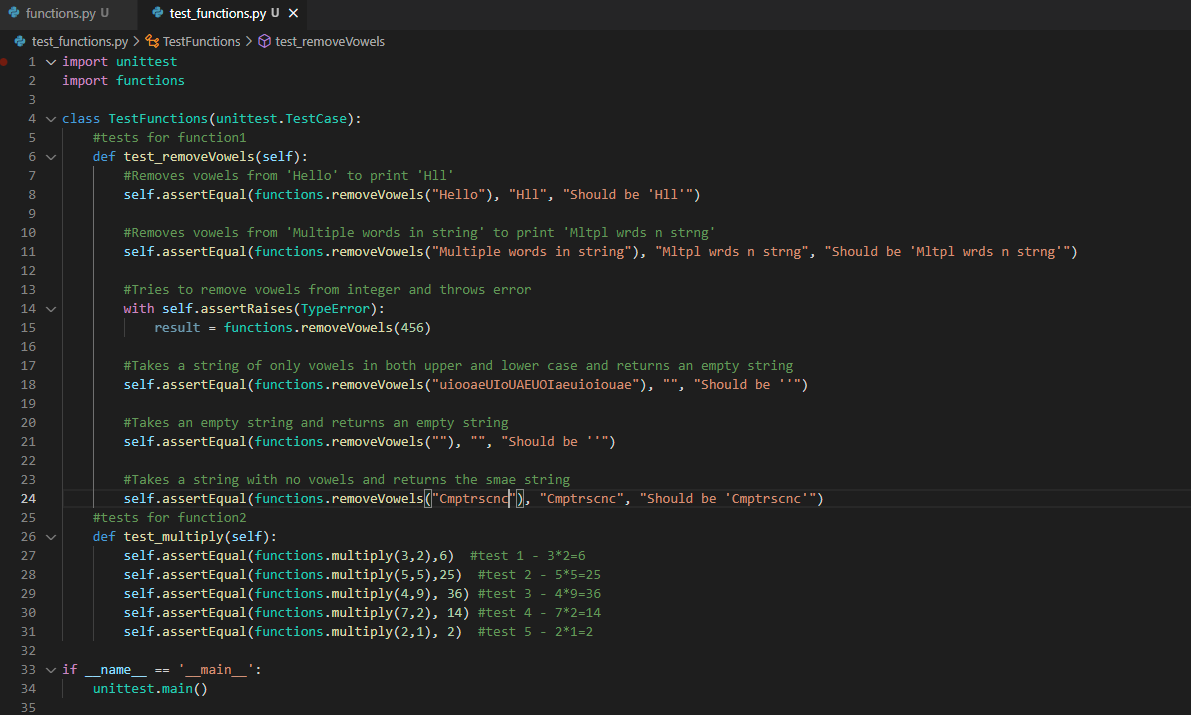 functions.py U test_functions.py U ×
test_functions.py > TestFunctions > test_removeVowels
1 import unittest
2 import functions
3
4 class TestFunctions(unittest.TestCase):
5 #tests for function1
6 def test_removeVowels(self):
7 #Removes vowels from 'Hello' to print 'Hll'
8 self.assertEqual(functions.removeVowels("Hello"), "Hll", "Should be 'Hll'")
9
10 #Removes vowels from 'Multiple words in string' to print 'Mltpl wrds n strng'
11 self.assertEqual(functions.removeVowels("Multiple words in string"), "Mltpl wrds n strng", "Should be 'Mltpl wrds n strng'")
12
13 #Tries to remove vowels from integer and throws error
14 with self.assertRaises(TypeError):
15 result = functions.removeVowels(456)
16
17 #Takes a string of only vowels in both upper and lower case and returns an empty string
18 self.assertEqual(functions.removeVowels("uiooaeUIoUAEUOIaeuioiouae"), "", "Should be ''")
19
20 #Takes an empty string and returns an empty string
21 self.assertEqual(functions.removeVowels(""), "", "Should be ''")
22
23 #Takes a string with no vowels and returns the smae string
24 self.assertEqual(functions.removeVowels("Cmptrscnc"), "Cmptrscnc", "Should be 'Cmptrscnc'")
25 #tests for function2
26 def test_multiply(self):
27 self.assertEqual(functions.multiply(3,2),6) #test 1 - 3*2=6
28 self.assertEqual(functions.multiply(5,5),25) #test 2 - 5*5=25
29 self.assertEqual(functions.multiply(4,9), 36) #test 3 - 4*9=36
30 self.assertEqual(functions.multiply(7,2), 14) #test 4 - 7*2=14
31 self.assertEqual(functions.multiply(2,1), 2) #test 5 - 2*1=2
32
33 if __name__ == '__main__':
34 unittest.main()
35